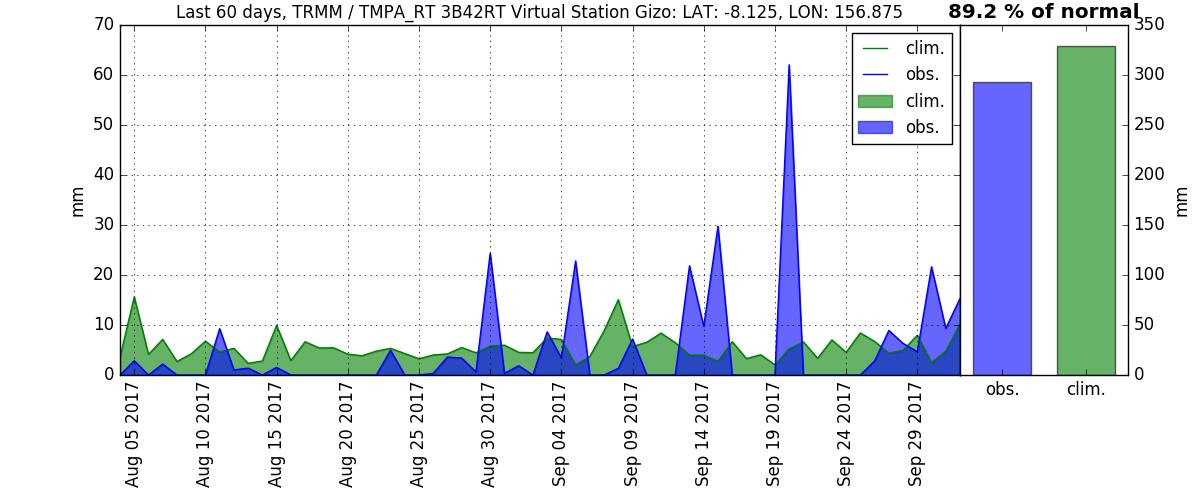 Last 60 days, TRMM / TMPA_RT 3B42RT Virtual Station Gizo: LAT: -8.125, LON: 156.875
89.2 % of normal
70
60
50
40
30
20
10
0
mm
clim.
obs.
clim.
obs.
Aug 05 2017
Aug 10 2017
Aug 15 2017
Aug 20 2017
Aug 25 2017
Aug 30 2017
Sep 04 2017
Sep 09 2017
Sep 14 2017
Sep 19 2017
Sep 24 2017
Sep 29 2017
350
300
250
200
150
100
50
0
mm
obs.
clim.